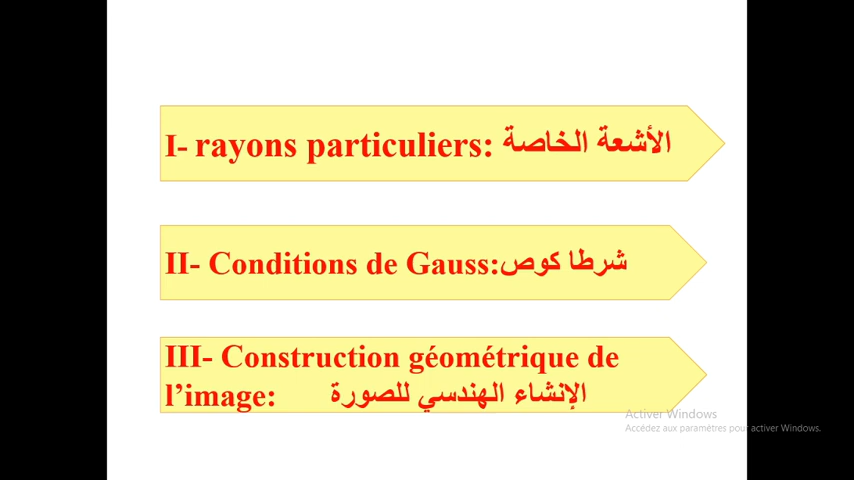 I- rayons particuliers: الأشعة الخاصة
II- Conditions de Gauss:شرطا كوص
III- Construction géométrique de
l’image: الإنشاء الهندسي للصورة
Activer Windows
Accédez aux paramètres pour activer Windows.